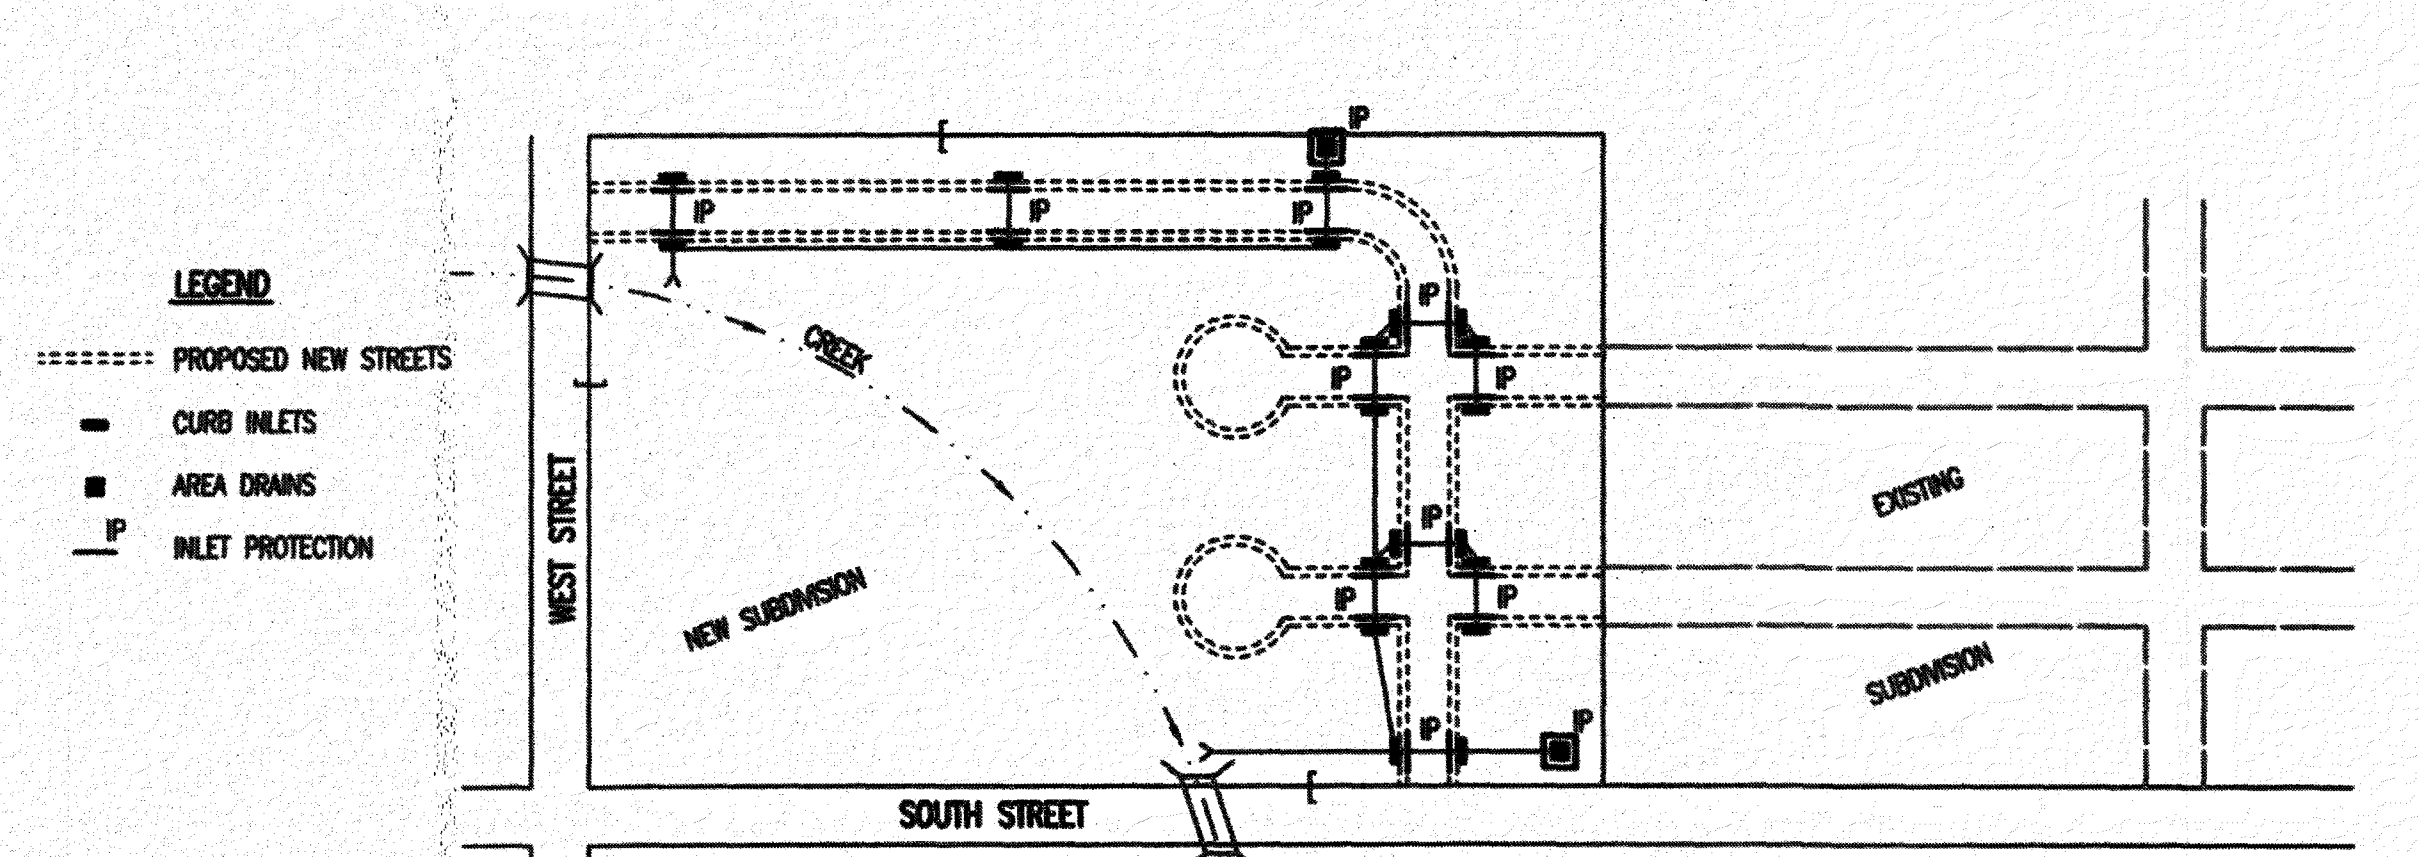 IP
IP
IP
IP
LEGEND
IP
CREEK
PROPOSED NEW STREETS
IP
IP
CURB INLETS
EXISTING
AREA DRAINS
IP
IP
INLET PROTECTION
WEST STREET
NEW SUBDIVISION
IP
IP
SUBDIVISION
IP
IP
SOUTH STREET